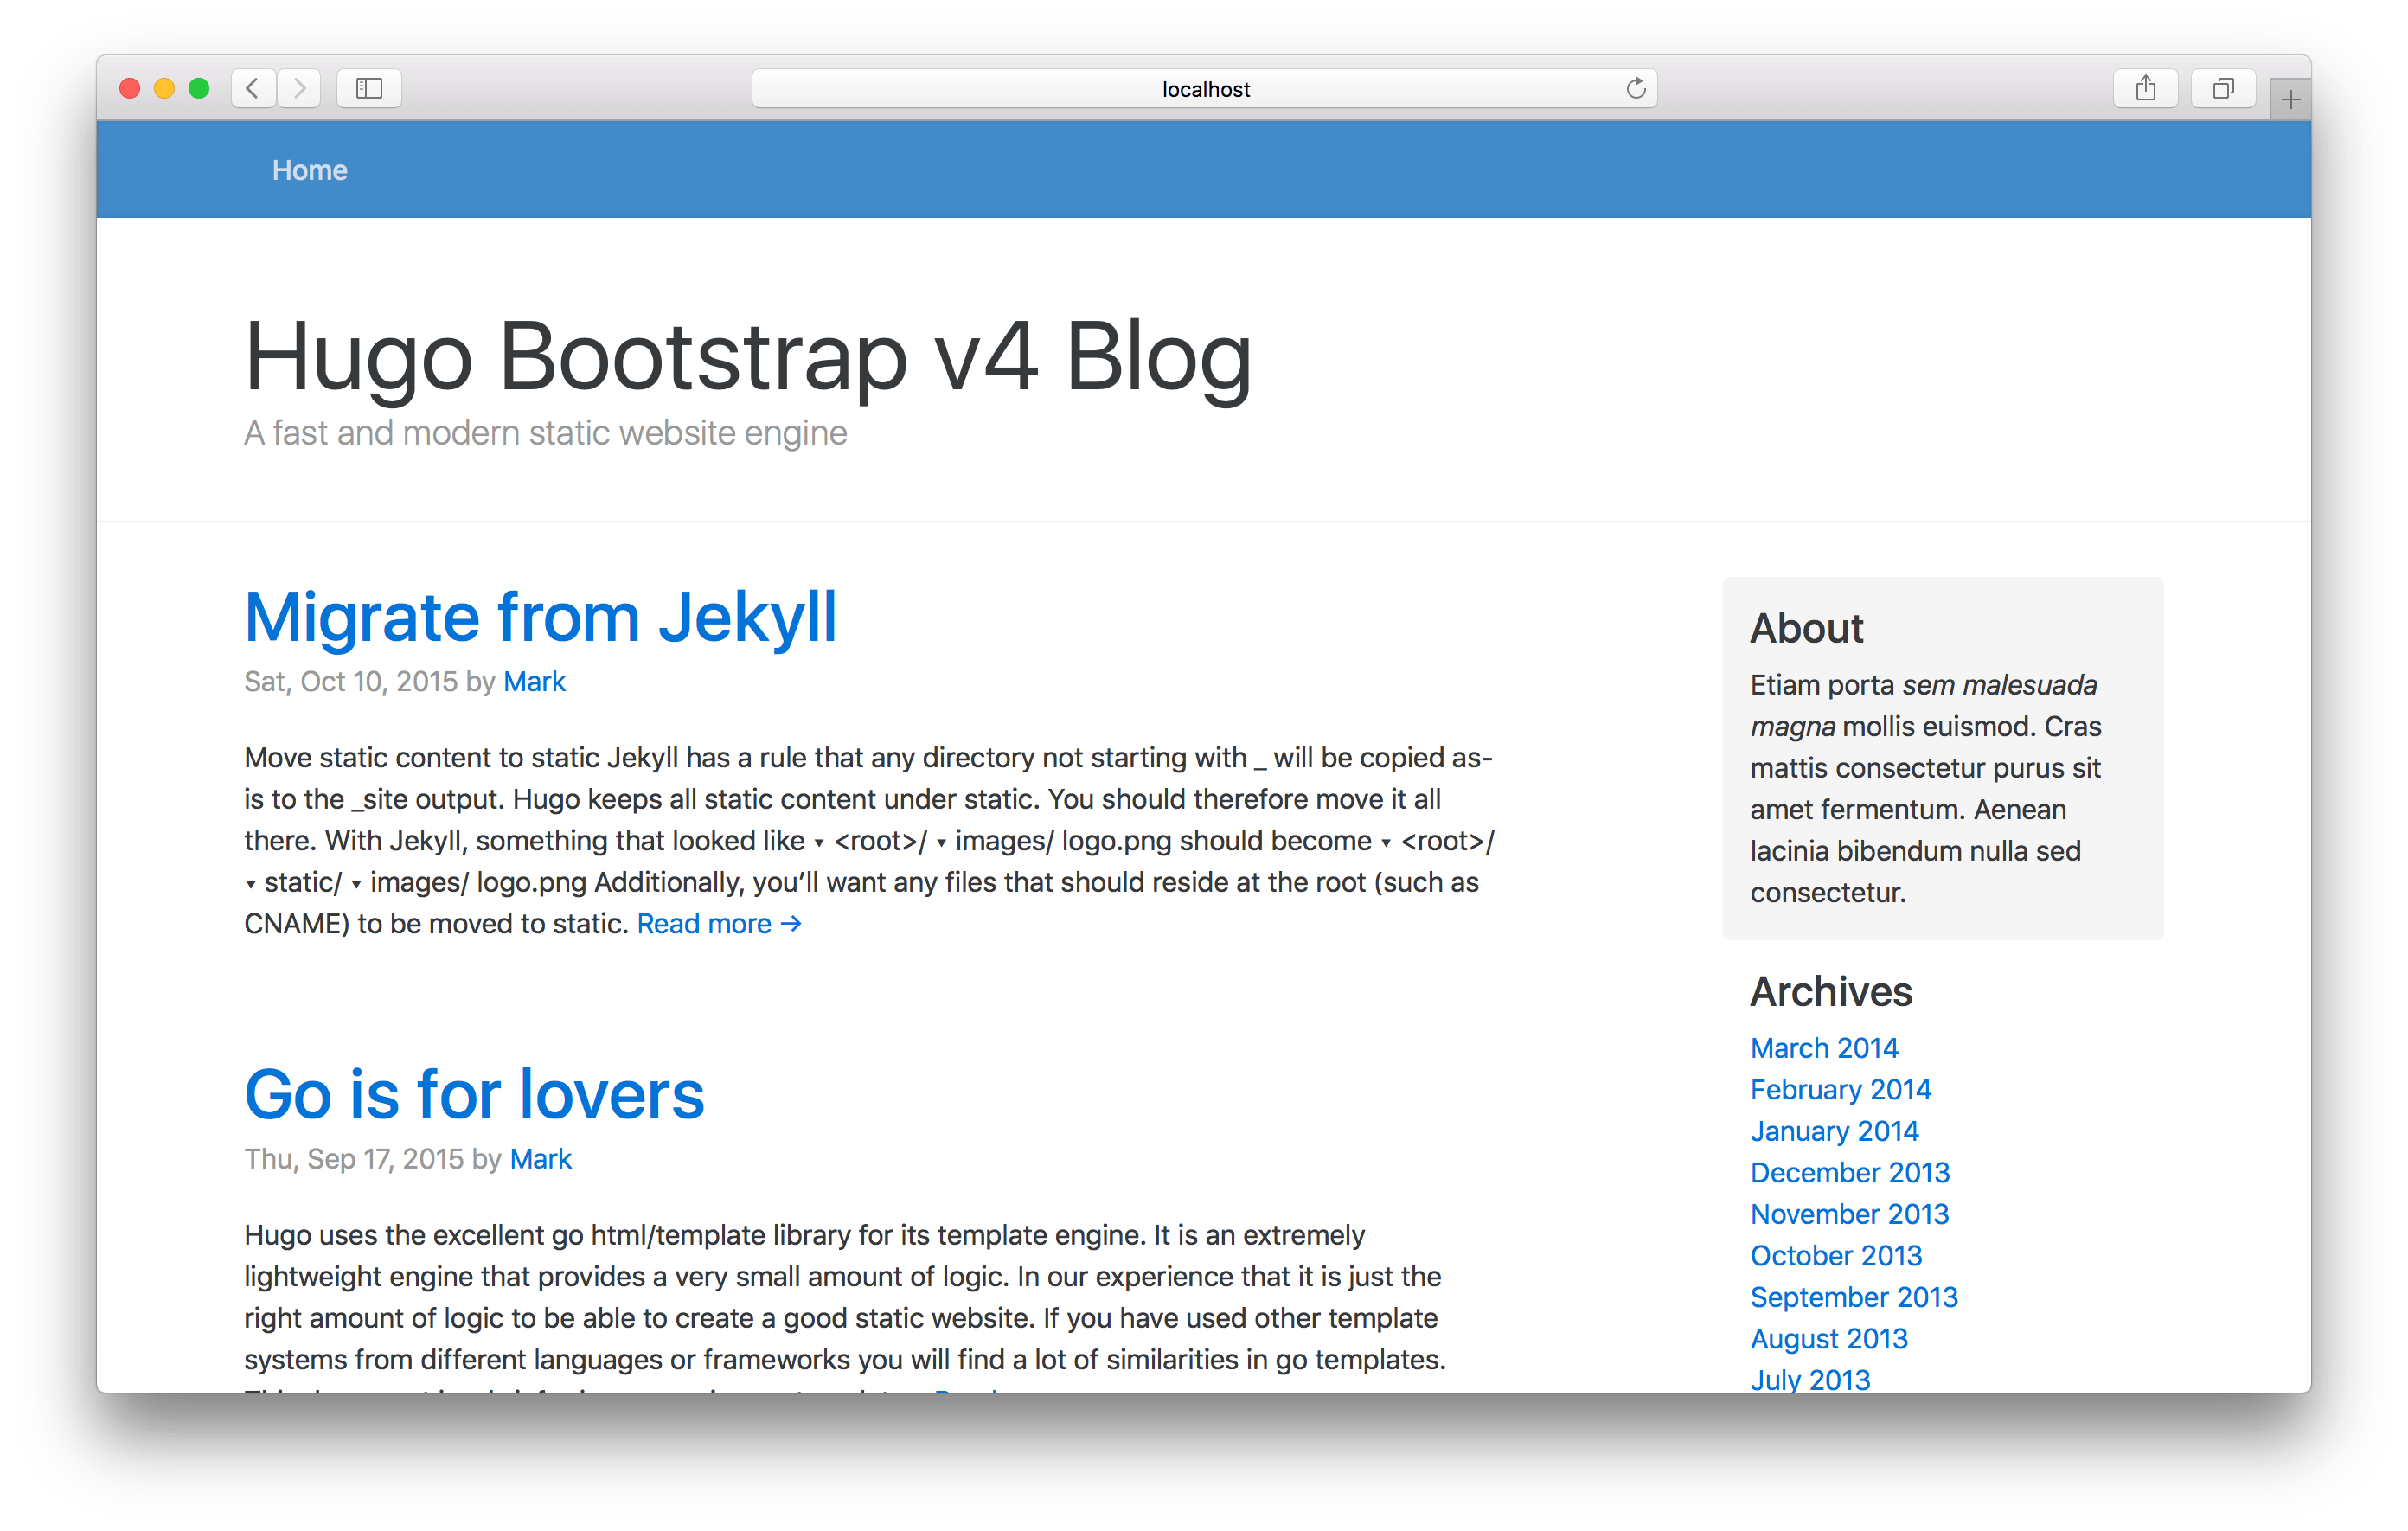 localhost
Home
Hugo Bootstrap v4 Blog
A fast and modern static website engine
Migrate from Jekyll
Sat, Oct 10, 2015 by Mark
Move static content to static Jekyll has a rule that any directory not starting with _ will be copied as-
is to the _site output. Hugo keeps all static content under static. You should therefore move it all
there. With Jekyll, something that looked like ▾ <root>/ ▾ images/ logo.png should become ▾ <root>/
▾ static/ ▾ images/ logo.png Additionally, you’ll want any files that should reside at the root (such as
CNAME) to be moved to static. Read more →
Go is for lovers
Thu, Sep 17, 2015 by Mark
Hugo uses the excellent go html/template library for its template engine. It is an extremely
lightweight engine that provides a very small amount of logic. In our experience that it is just the
right amount of logic to be able to create a good static website. If you have used other template
systems from different languages or frameworks you will find a lot of similarities in go templates.
About
Etiam porta sem malesuada
magna mollis euismod. Cras
mattis consectetur purus sit
amet fermentum. Aenean
lacinia bibendum nulla sed
consectetur.
Archives
March 2014
February 2014
January 2014
December 2013
November 2013
October 2013
September 2013
August 2013
July 2013